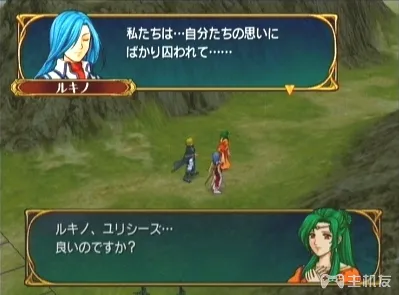 私たちは…自分たちの思いに
ばかり囚われて……
ルキノ
ルキノ、ユリシーズ…
良いのですか?
主机友